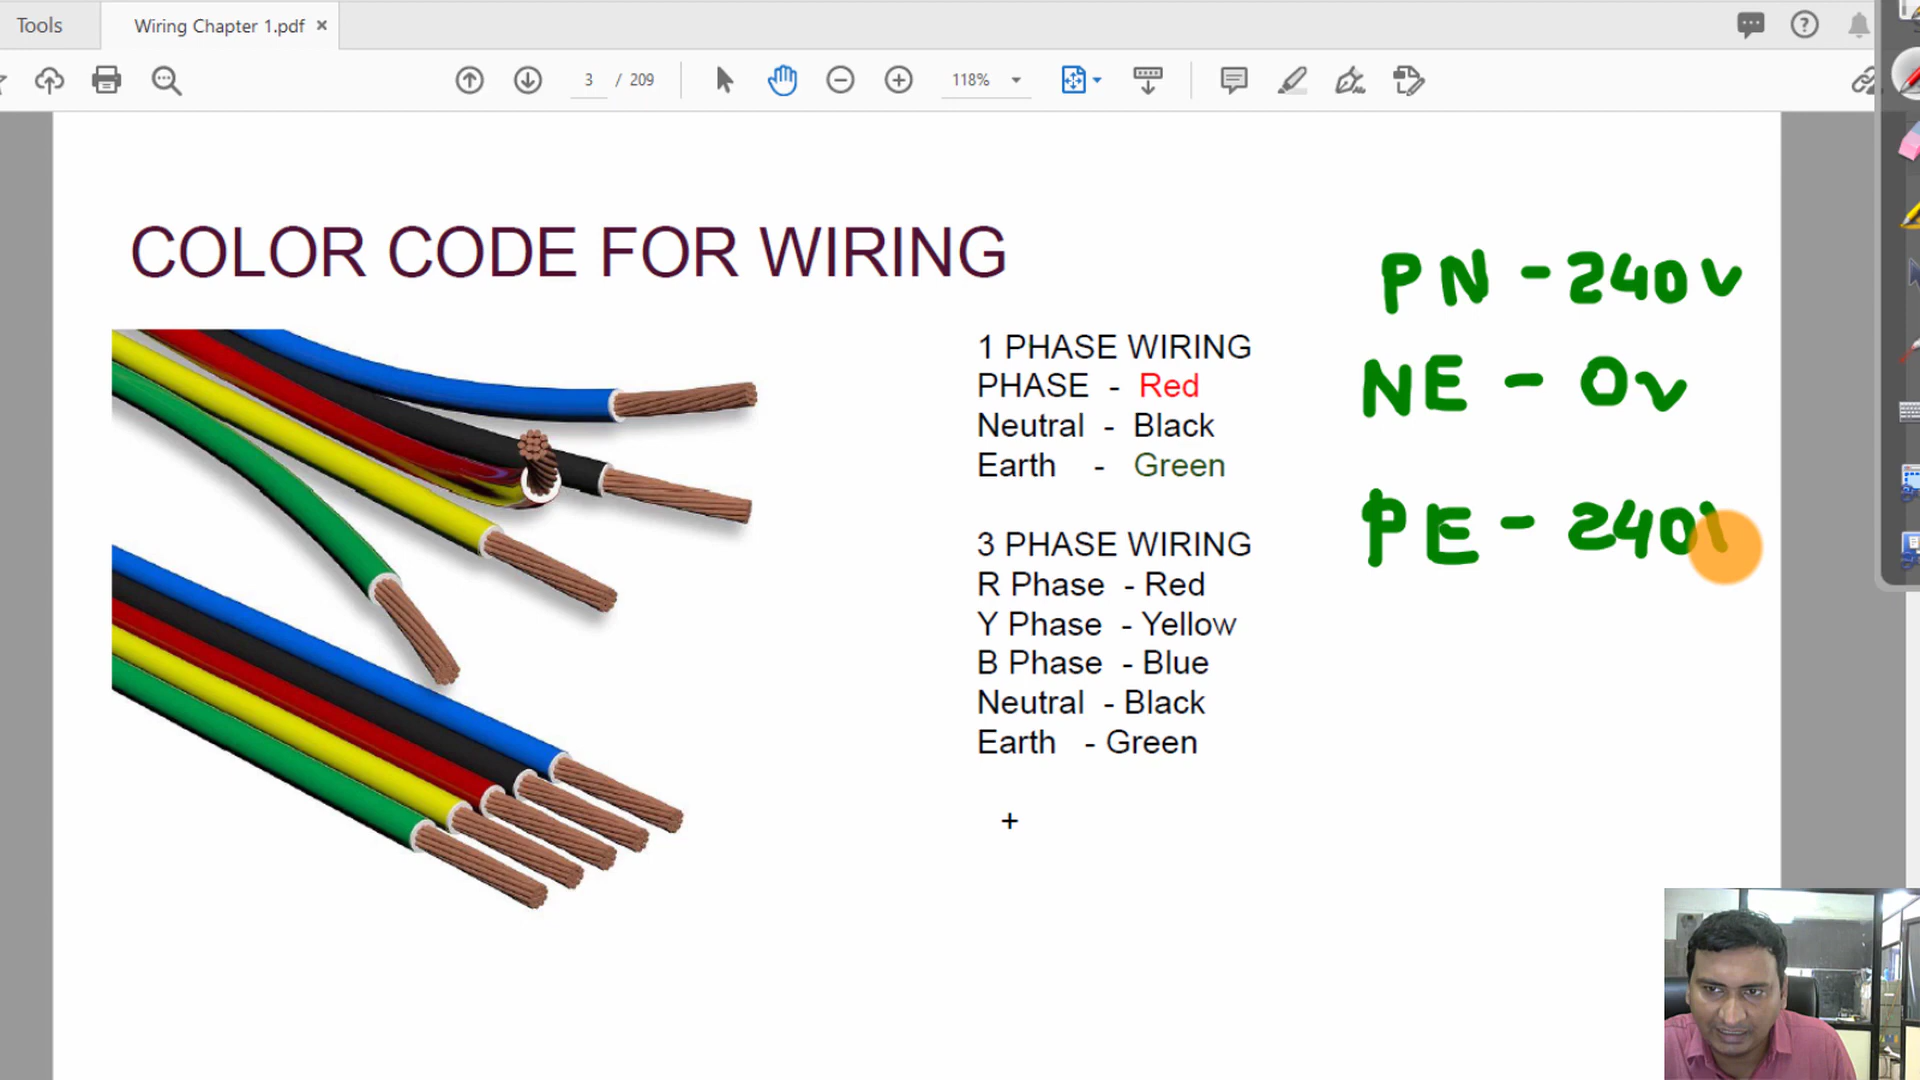 Tools
Wiring Chapter 1.pdf ×
3 / 209
118%
COLOR CODE FOR WIRING
1 PHASE WIRING
PHASE - Red
Neutral - Black
Earth - Green
3 PHASE WIRING
R Phase - Red
Y Phase - Yellow
B Phase - Blue
Neutral - Black
Earth - Green
+
PN - 240V
NE - 0V
PE - 240V